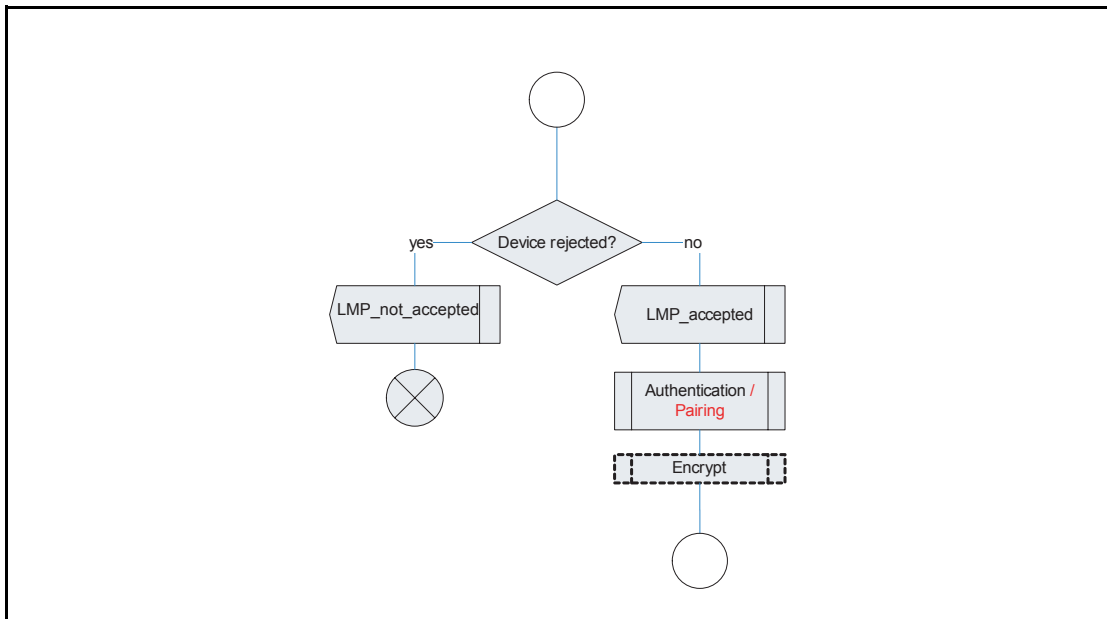 Device rejected?
yes
no
LMP_not_accepted
LMP_accepted
Authentication /
Pairing
Encrypt